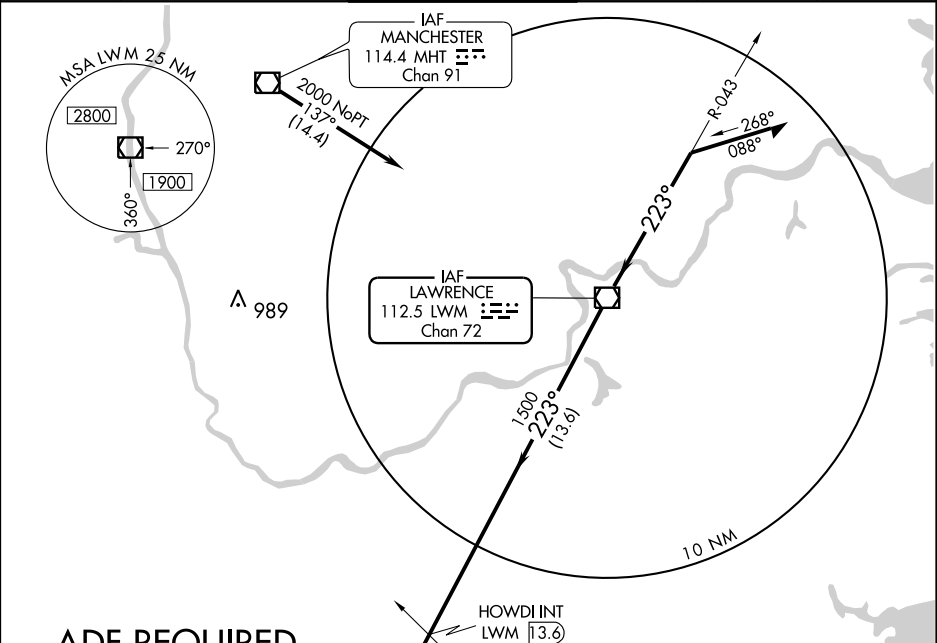 IAF
MANCHESTER
114.4 MHT
Chan 91
MSA LWM 25 NM
2800
270°
1900
360°
2000 NoPT
137°
(14.4)
R-043
268°
088°
223°
IAF
LAWRENCE
112.5 LWM
Chan 72
989
1500
223°
(13.6)
10 NM
HOWDI INT
LWM 13.6
ADF REQUIRED